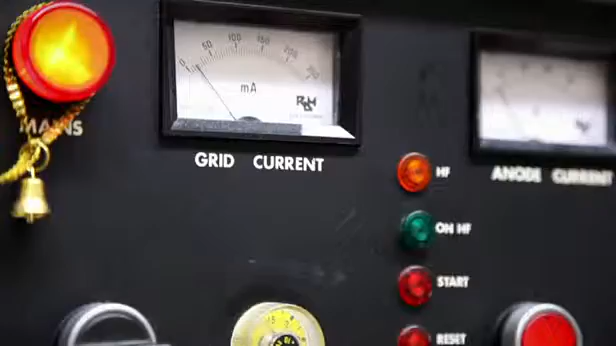 0 50 100 150 200 250
mA
MAINS
GRID CURRENT
HF
ANODE CURRENT
ON HF
START
RESET